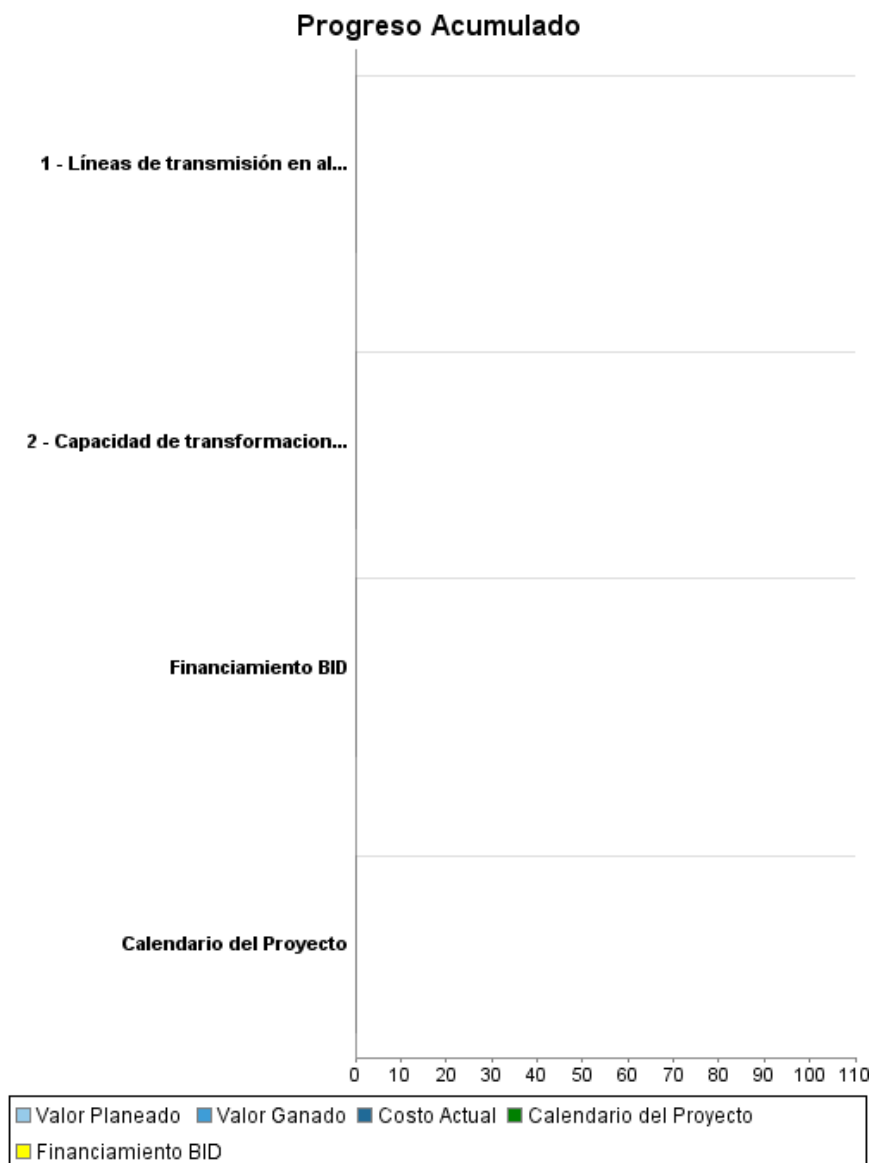 Progreso Acumulado
1 - Líneas de transmisión en al...
2 - Capacidad de transformacion...
Financiamiento BID
Calendario del Proyecto
0 10 20 30 40 50 60 70 80 90 100 110
Valor Planeado Valor Ganado Costo Actual Calendario del Proyecto
Financiamiento BID